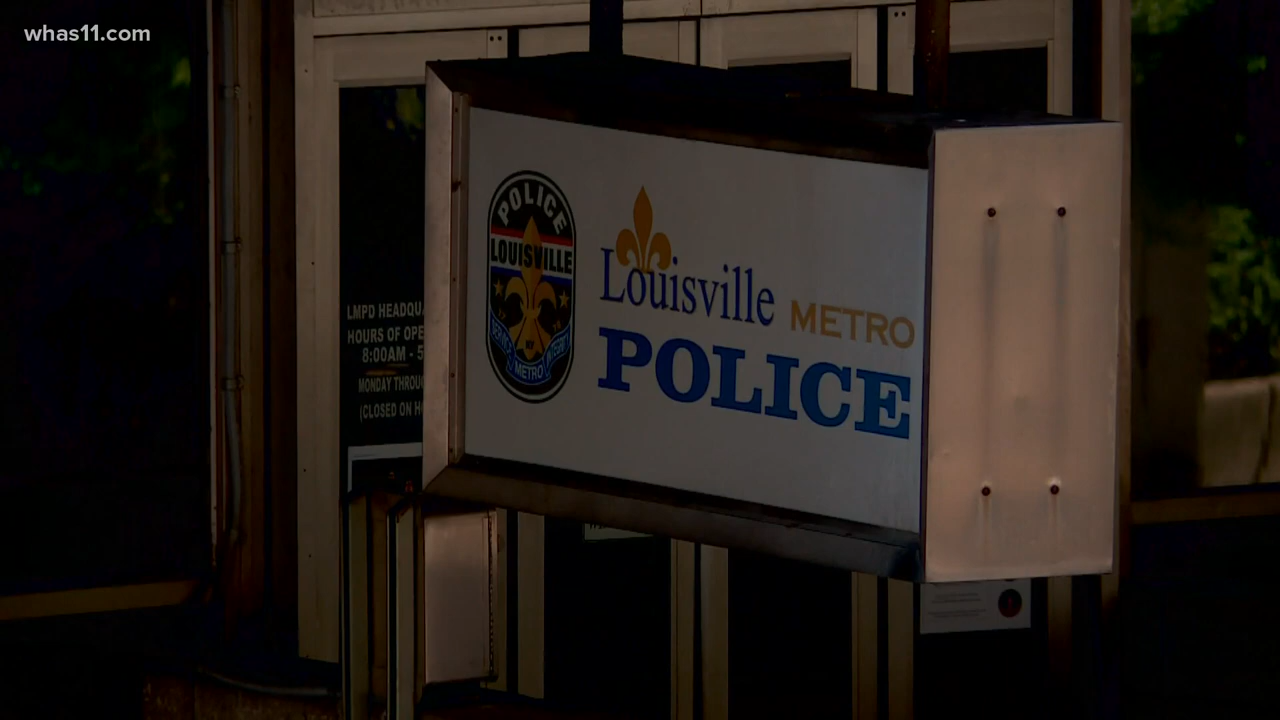 whas11.com
LMPD HEADQU
HOURS OF OPE
8:00AM - 5
MONDAY THROU
(CLOSED ON H
POLICE
LOUISVILLE
METRO
Louisville METRO
POLICE